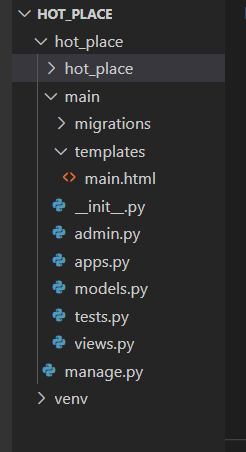 HOT_PLACE
hot_place
hot_place
main
migrations
templates
main.html
__init__.py
admin.py
apps.py
models.py
tests.py
views.py
manage.py
venv